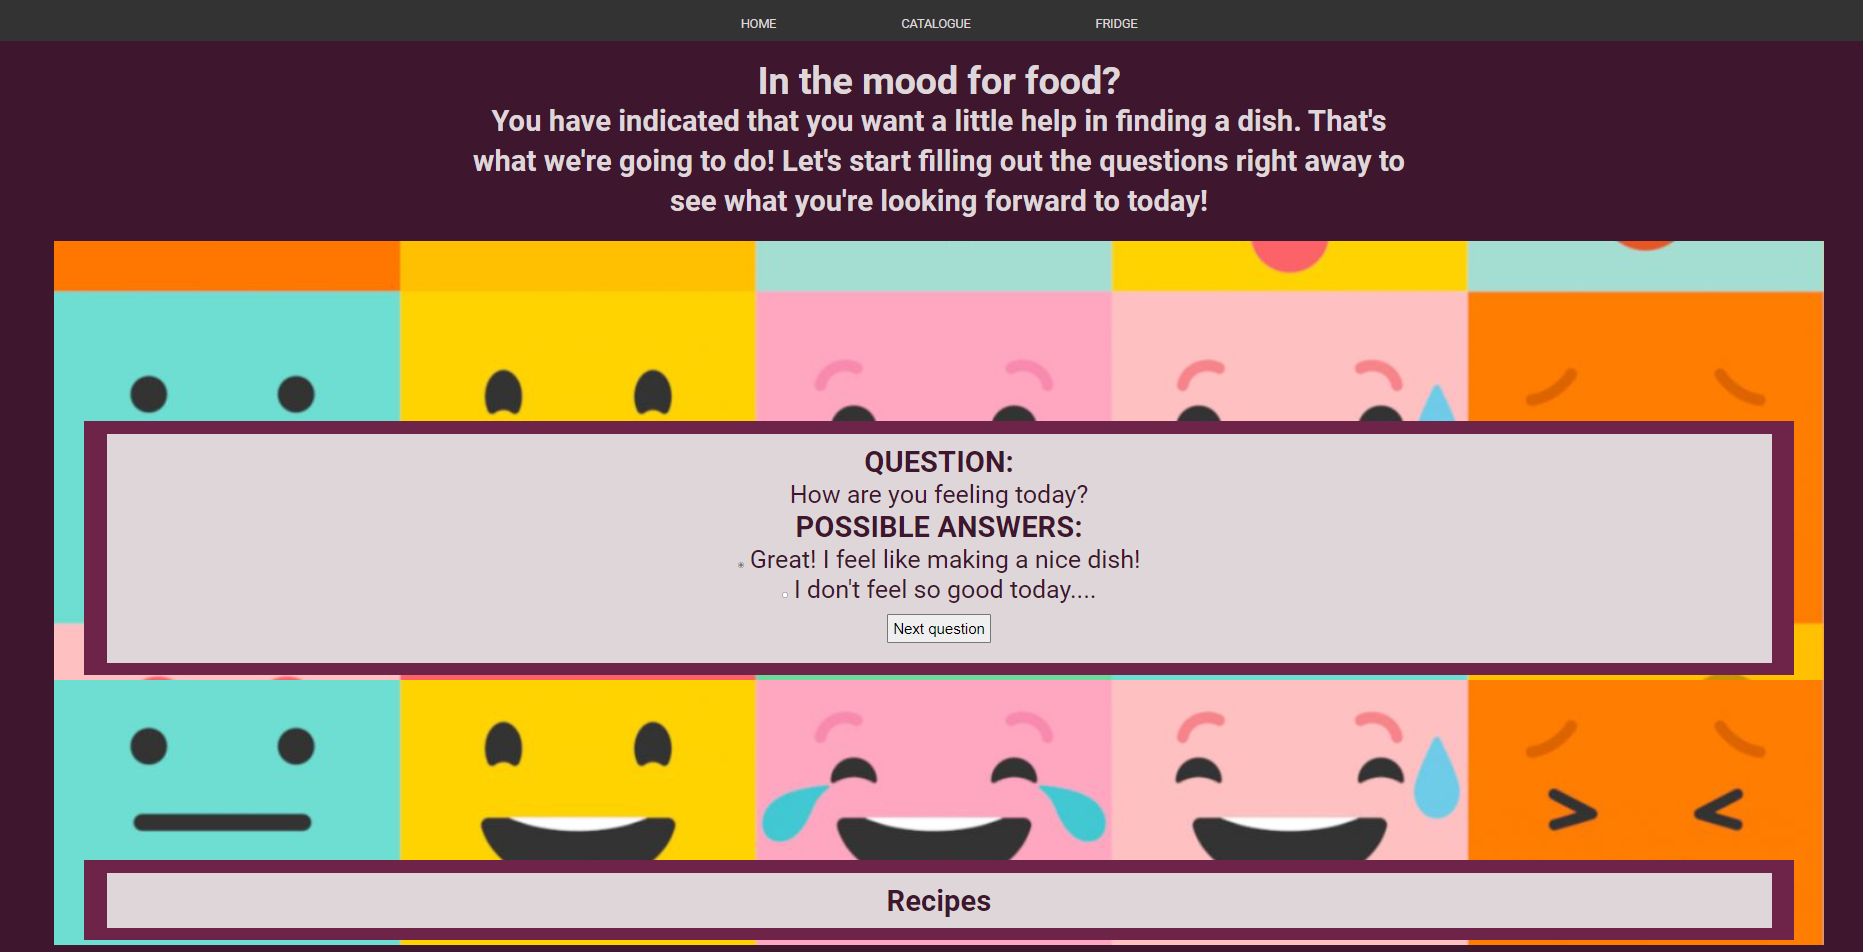 HOME CATALOGUE FRIDGE
In the mood for food?
You have indicated that you want a little help in finding a dish. That's
what we're going to do! Let's start filling out the questions right away to
see what you're looking forward to today!
QUESTION:
How are you feeling today?
POSSIBLE ANSWERS:
Great! I feel like making a nice dish!
I don't feel so good today....
Next question
Recipes